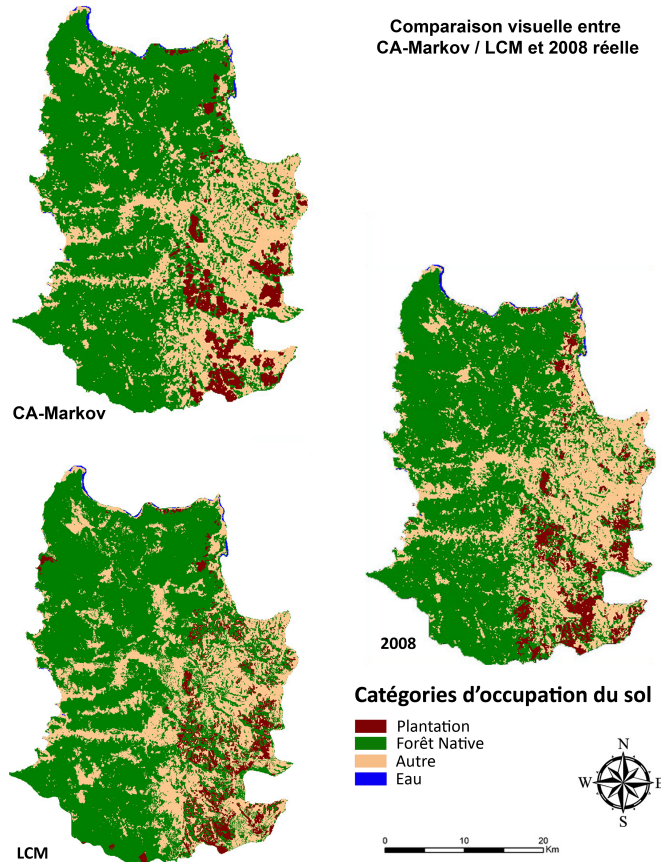 Comparaison visuelle entre
CA-Markov / LCM et 2008 réelle
CA-Markov
2008
LCM
Catégories d'occupation du sol
Plantation
Forêt Native
Autre
Eau
N
W
E
S
0
10
20
Km